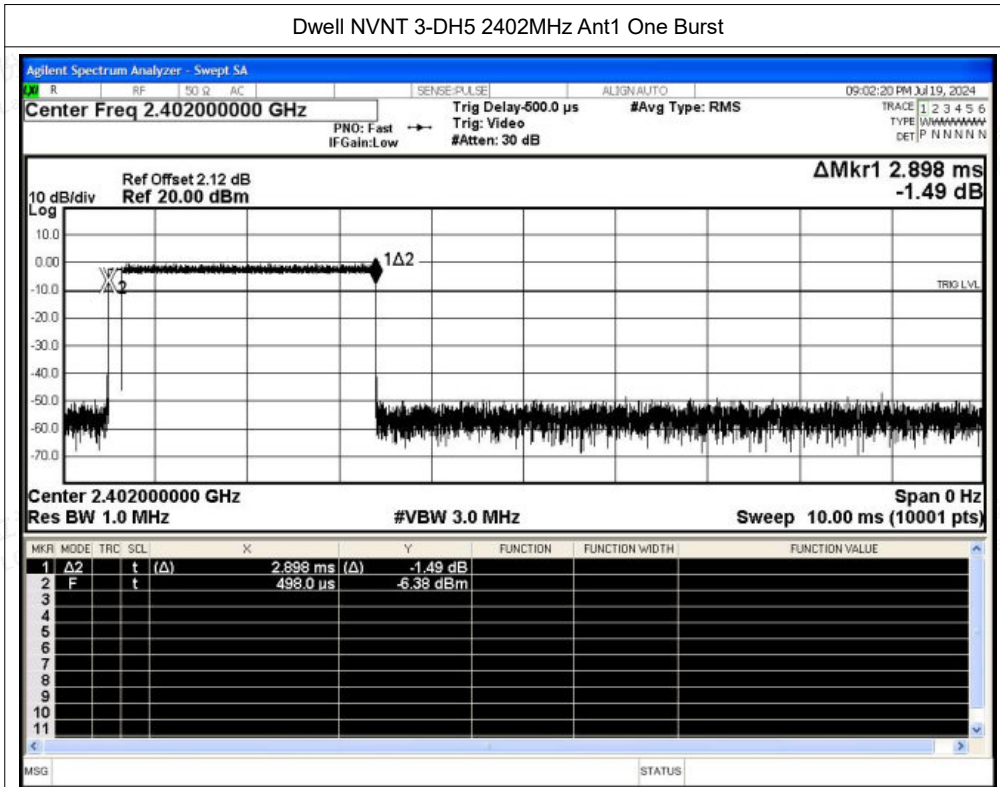 Dwell NVNT 3-DH5 2402MHz Ant1 One Burst
Agilent Spectrum Analyzer - Swept SA
LXI R RF 50 Ω AC SENSE:PULSE ALIGNAUTO 09:02:20 PM Jul 19, 2024
Center Freq 2.402000000 GHz Trig Delay-500.0 µs #Avg Type: RMS TRACE 1 2 3 4 5 6
PNO: Fast Trig: Video TYPE WWWWWW
IFGain:Low #Atten: 30 dB DET P N N N N N
ΔMkr1 2.898 ms
Ref Offset 2.12 dB
10 dB/div Ref 20.00 dBm -1.49 dB
Log
10.0
0.00
1Δ2
-10.0
2
TRIG LVL
-20.0
-30.0
-40.0
-50.0
-60.0
-70.0
Center 2.402000000 GHz Span 0 Hz
Res BW 1.0 MHz #VBW 3.0 MHz Sweep 10.00 ms (10001 pts)
MKR MODE TRC SCL X Y FUNCTION FUNCTION WIDTH FUNCTION VALUE
1 Δ2 t (Δ) 2.898 ms (Δ) -1.49 dB
2 F t 498.0 µs -6.38 dBm
3
4
5
6
7
8
9
10
11
MSG STATUS